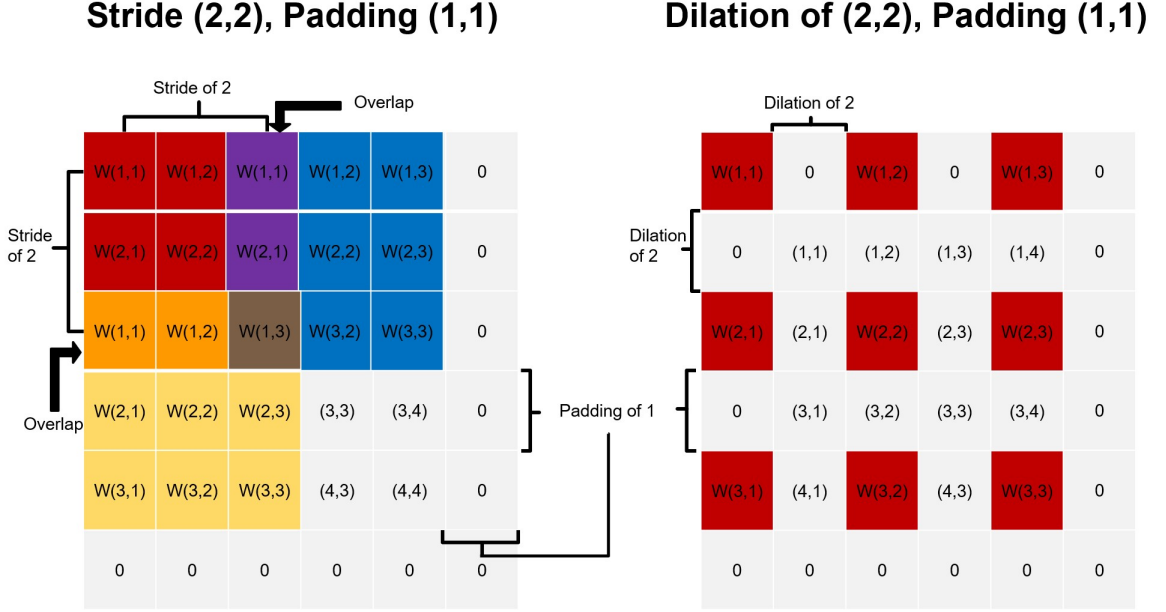 Stride (2,2), Padding (1,1)
Stride of 2
Overlap
W(1,1) W(1,2) W(1,1) W(1,2) W(1,3) 0
Stride
of 2
W(2,1) W(2,2) W(2,1) W(2,2) W(2,3) 0
W(1,1) W(1,2) W(1,3) W(3,2) W(3,3) 0
Overlap
W(2,1) W(2,2) W(2,3) (3,3) (3,4) 0
W(3,1) W(3,2) W(3,3) (4,3) (4,4) 0
0 0 0 0 0 0
Padding of 1
Dilation of (2,2), Padding (1,1)
Dilation of 2
W(1,1) 0 W(1,2) 0 W(1,3) 0
Dilation
of 2
0 (1,1) (1,2) (1,3) (1,4) 0
W(2,1) (2,1) W(2,2) (2,3) W(2,3) 0
0 (3,1) (3,2) (3,3) (3,4) 0
W(3,1) (4,1) W(3,2) (4,3) W(3,3) 0
0 0 0 0 0 0